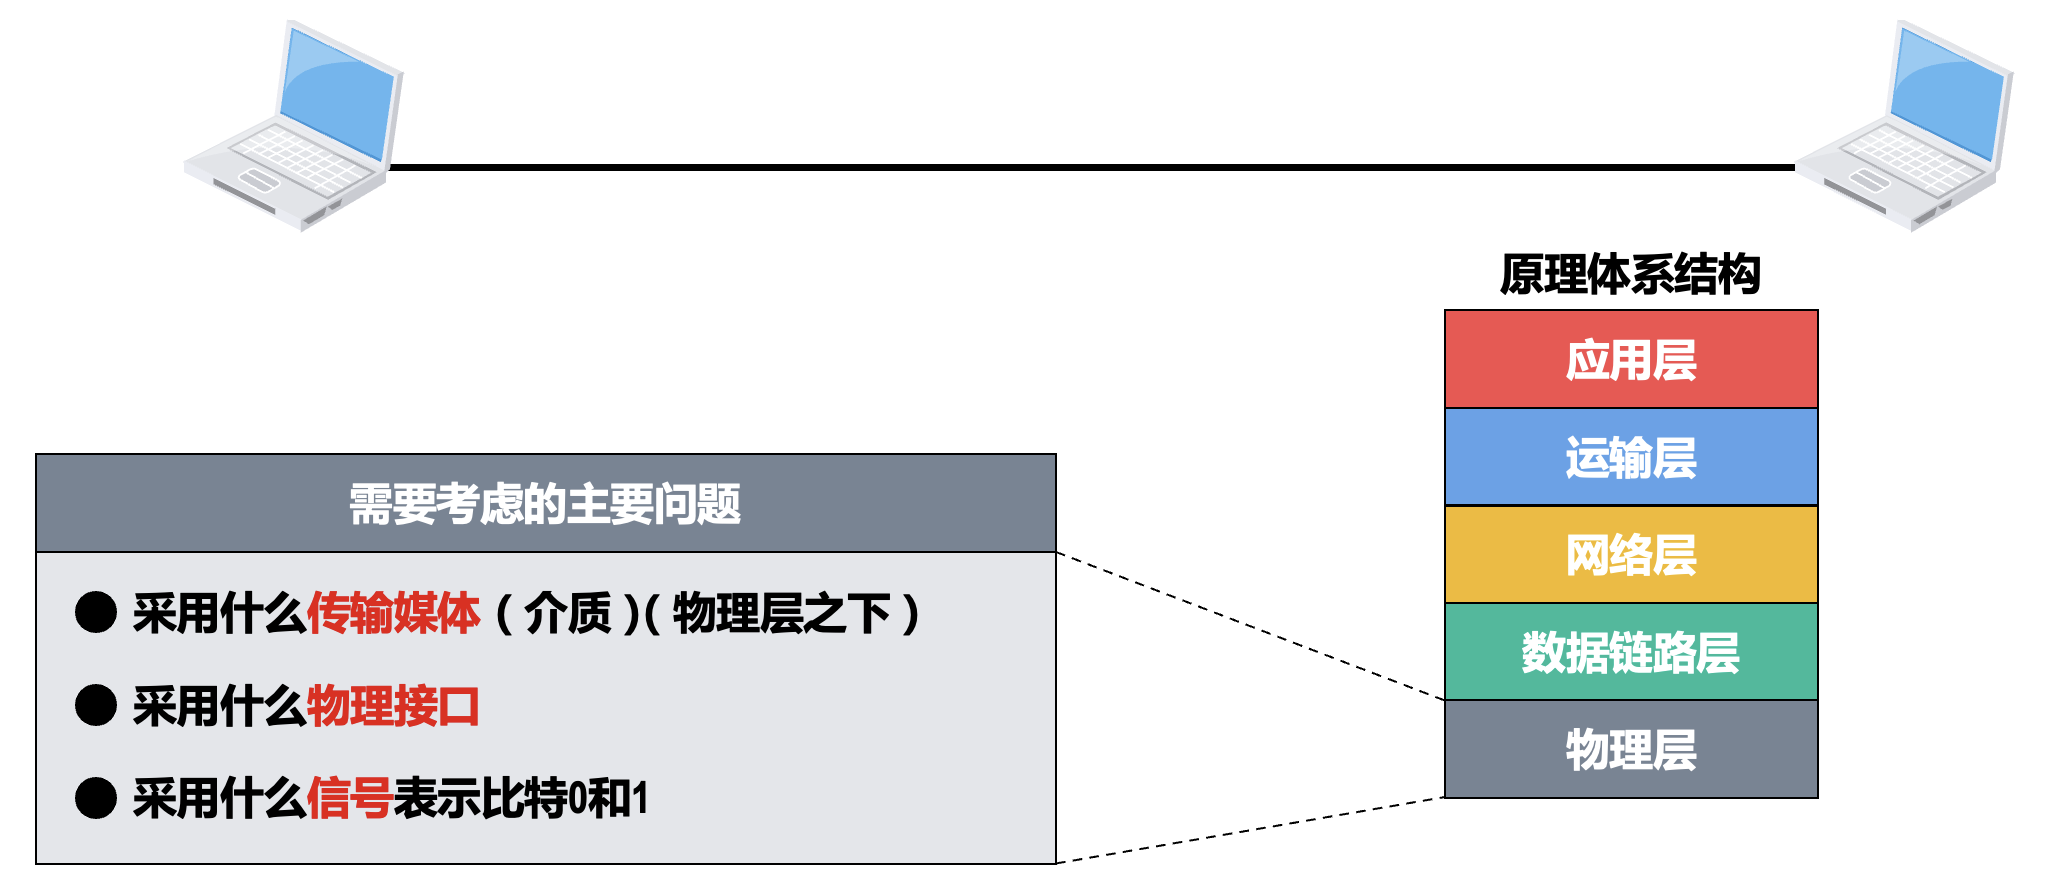 原理体系结构
应用层
运输层
网络层
数据链路层
物理层
需要考虑的主要问题
采用什么传输媒体（介质）（物理层之下）
采用什么物理接口
采用什么信号表示比特0和1